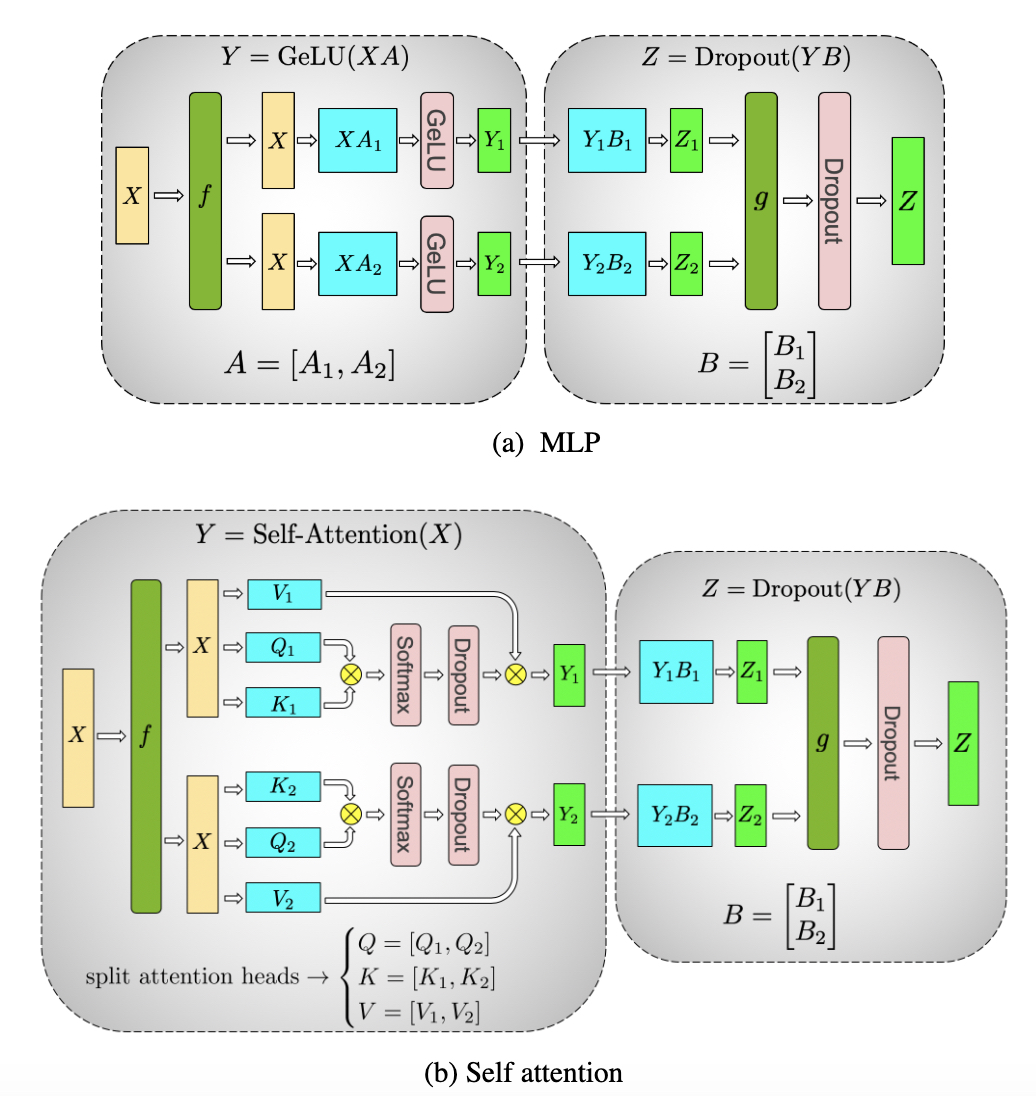 Y = GeLU(XA)
Z = Dropout(YB)
X
f
X
XA₁
GeLU
Y₁
Y₁B₁
Z₁
X
XA₂
GeLU
Y₂
Y₂B₂
Z₂
g
Dropout
Z
A = [A₁, A₂]
B = [B₁
B₂]
(a) MLP
Y = Self-Attention(X)
Z = Dropout(YB)
X
f
X
V₁
Q₁
K₁
Softmax
Dropout
Y₁
Y₁B₁
Z₁
X
K₂
Q₂
V₂
Softmax
Dropout
Y₂
Y₂B₂
Z₂
g
Dropout
Z
split attention heads →
Q = [Q₁, Q₂]
K = [K₁, K₂]
V = [V₁, V₂]
B = [B₁
B₂]
(b) Self attention